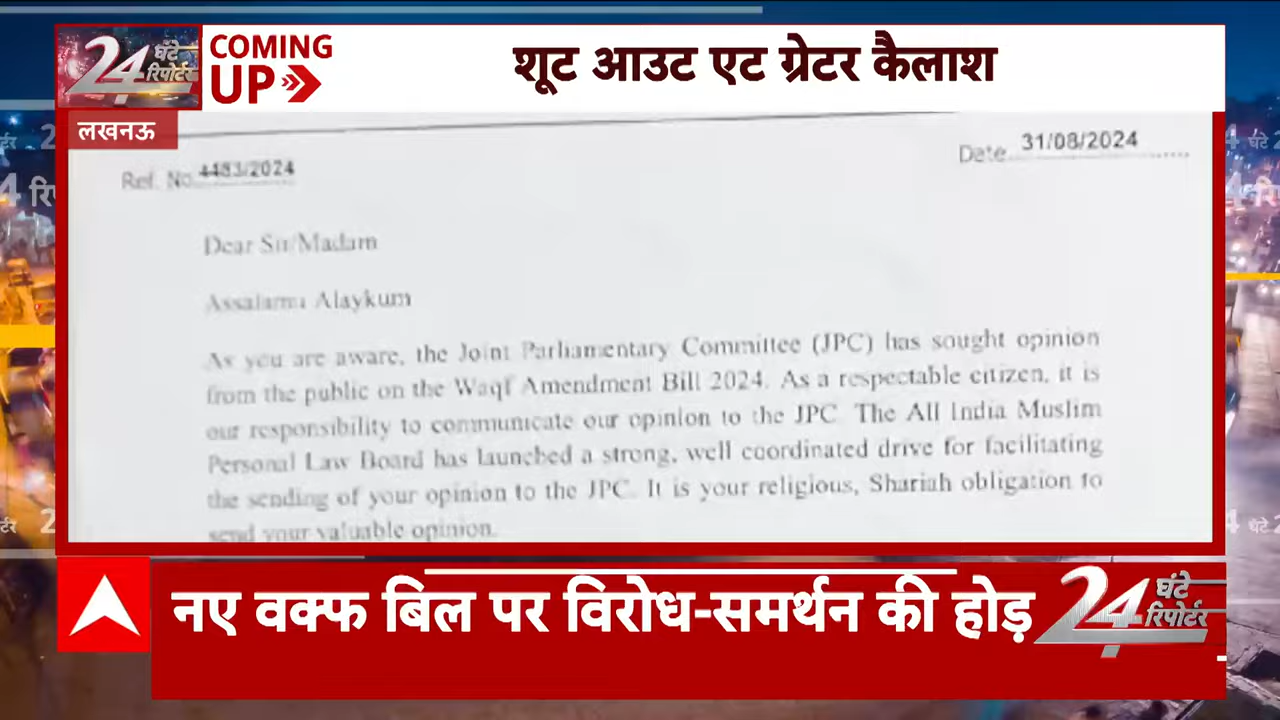 24 घंटे रिपोर्टर
COMING UP
शूट आउट एट ग्रेटर कैलाश
लखनऊ
Ref. No. 4483/2024
Date 31/08/2024
Dear Sir/Madam
Assalamu Alaykum
As you are aware, the Joint Parliamentary Committee (JPC) has sought opinion
from the public on the Waqf Amendment Bill 2024. As a respectable citizen, it is
our responsibility to communicate our opinion to the JPC. The All India Muslim
Personal Law Board has launched a strong, well coordinated drive for facilitating
the sending of your opinion to the JPC. It is your religious, Shariah obligation to
send your valuable opinion.
नए वक्फ बिल पर विरोध-समर्थन की होड़
24 घंटे रिपोर्टर